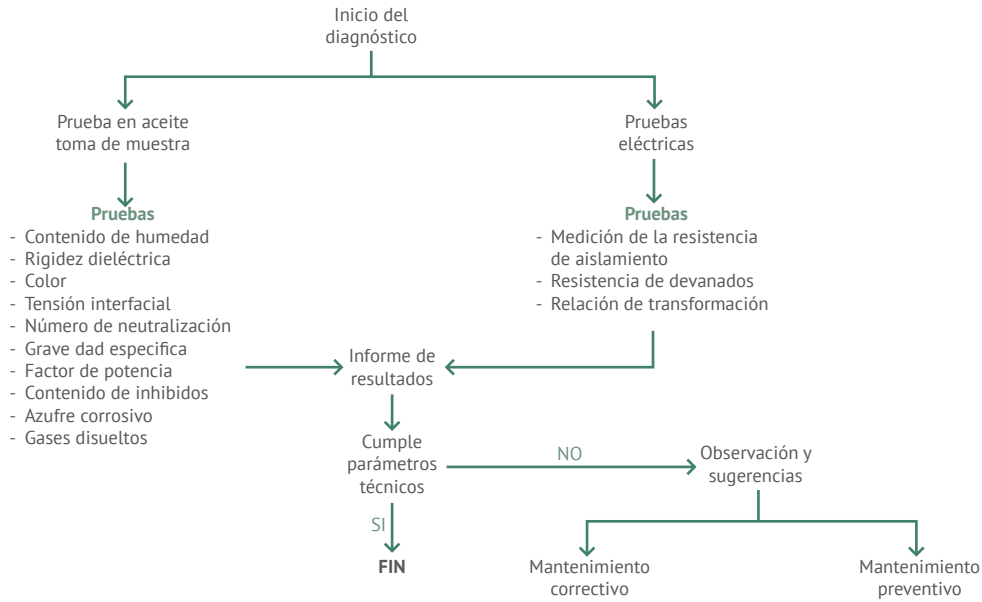 Inicio del
diagnóstico
Prueba en aceite
toma de muestra
Pruebas
eléctricas
Pruebas
- Contenido de humedad
- Rigidez dieléctrica
- Color
- Tensión interfacial
- Número de neutralización
- Grave dad especifica
- Factor de potencia
- Contenido de inhibidos
- Azufre corrosivo
- Gases disueltos
Pruebas
- Medición de la resistencia
de aislamiento
- Resistencia de devanados
- Relación de transformación
Informe de
resultados
Cumple
parámetros
técnicos
NO
Observación y
sugerencias
SI
FIN
Mantenimiento
correctivo
Mantenimiento
preventivo